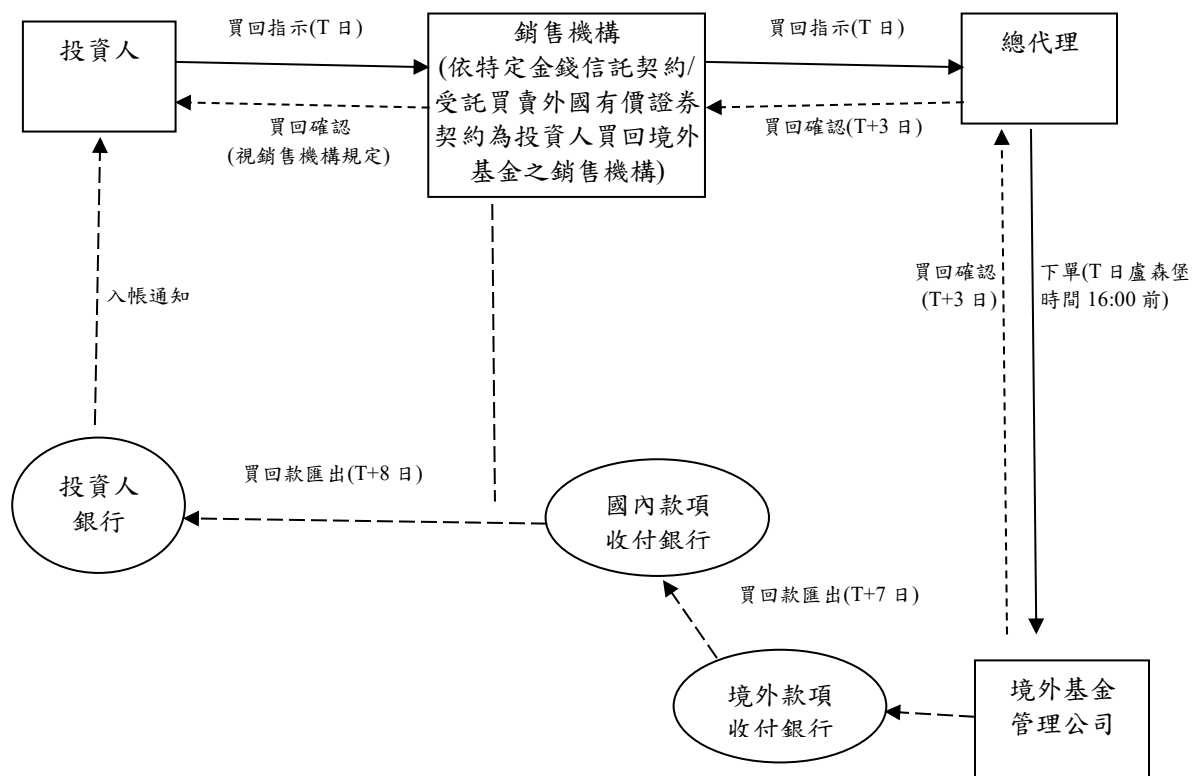 投資人
買回指示(T 日)
銷售機構
(依特定金錢信託契約/
受託買賣外國有價證券
契約為投資人買回境外
基金之銷售機構)
買回指示(T 日)
總代理
買回確認
(視銷售機構規定)
買回確認(T+3 日)
入帳通知
買回確認
(T+3 日)
下單(T 日盧森堡
時間 16:00 前)
投資人
銀行
買回款匯出(T+8 日)
國內款項
收付銀行
買回款匯出(T+7 日)
境外款項
收付銀行
境外基金
管理公司